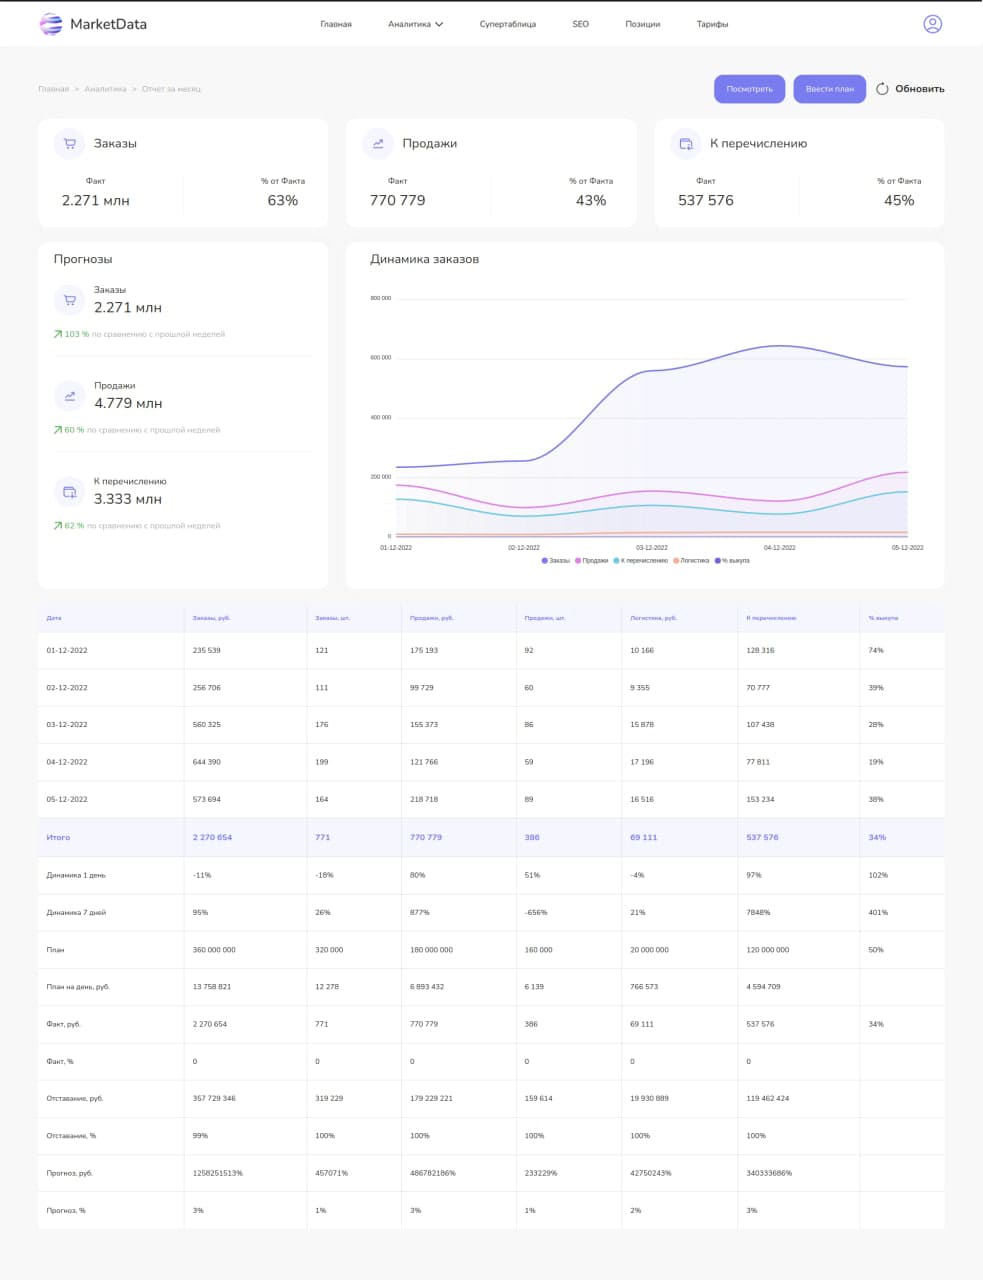 MarketData
Главная Аналитика Супертаблица SEO Позиции Тарифы
Главная > Аналитика > Отчет за месяц
Посмотреть Ввести план Обновить
Заказы
Факт % от Факта
2.271 млн 63%
Продажи
Факт % от Факта
770 779 43%
К перечислению
Факт % от Факта
537 576 45%
Прогнозы
Заказы
2.271 млн
103 % по сравнению с прошлой неделей
Продажи
4.779 млн
60 % по сравнению с прошлой неделей
К перечислению
3.333 млн
62 % по сравнению с прошлой неделей
Динамика заказов
800 000
600 000
400 000
200 000
0
01-12-2022 02-12-2022 03-12-2022 04-12-2022 05-12-2022
Заказы Продажи К перечислению Логистика % выкупа
Дата Заказы, руб. Заказы, шт. Продажи, руб. Продажи, шт. Логистика, руб. К перечислению % выкупа
01-12-2022 235 539 121 175 193 92 10 166 128 316 74%
02-12-2022 256 706 111 99 729 60 9 355 70 777 39%
03-12-2022 560 325 176 155 373 86 15 878 107 438 28%
04-12-2022 644 390 199 121 766 59 17 196 77 811 19%
05-12-2022 573 694 164 218 718 89 16 516 153 234 38%
Итого 2 270 654 771 770 779 386 69 111 537 576 34%
Динамика 1 день -11% -18% 80% 51% -4% 97% 102%
Динамика 7 дней 95% 26% 877% -656% 21% 7848% 401%
План 360 000 000 320 000 180 000 000 160 000 20 000 000 120 000 000 50%
План на день, руб. 13 758 821 12 278 6 893 432 6 139 766 573 4 594 709
Факт, руб. 2 270 654 771 770 779 386 69 111 537 576 34%
Факт, % 0 0 0 0 0 0
Отставание, руб. 357 729 346 319 229 179 229 221 159 614 19 930 889 119 462 424
Отставание, % 99% 100% 100% 100% 100% 100%
Прогноз, руб. 1258251513% 457071% 486782186% 233229% 42750243% 340333686%
Прогноз, % 3% 1% 3% 1% 2% 3%